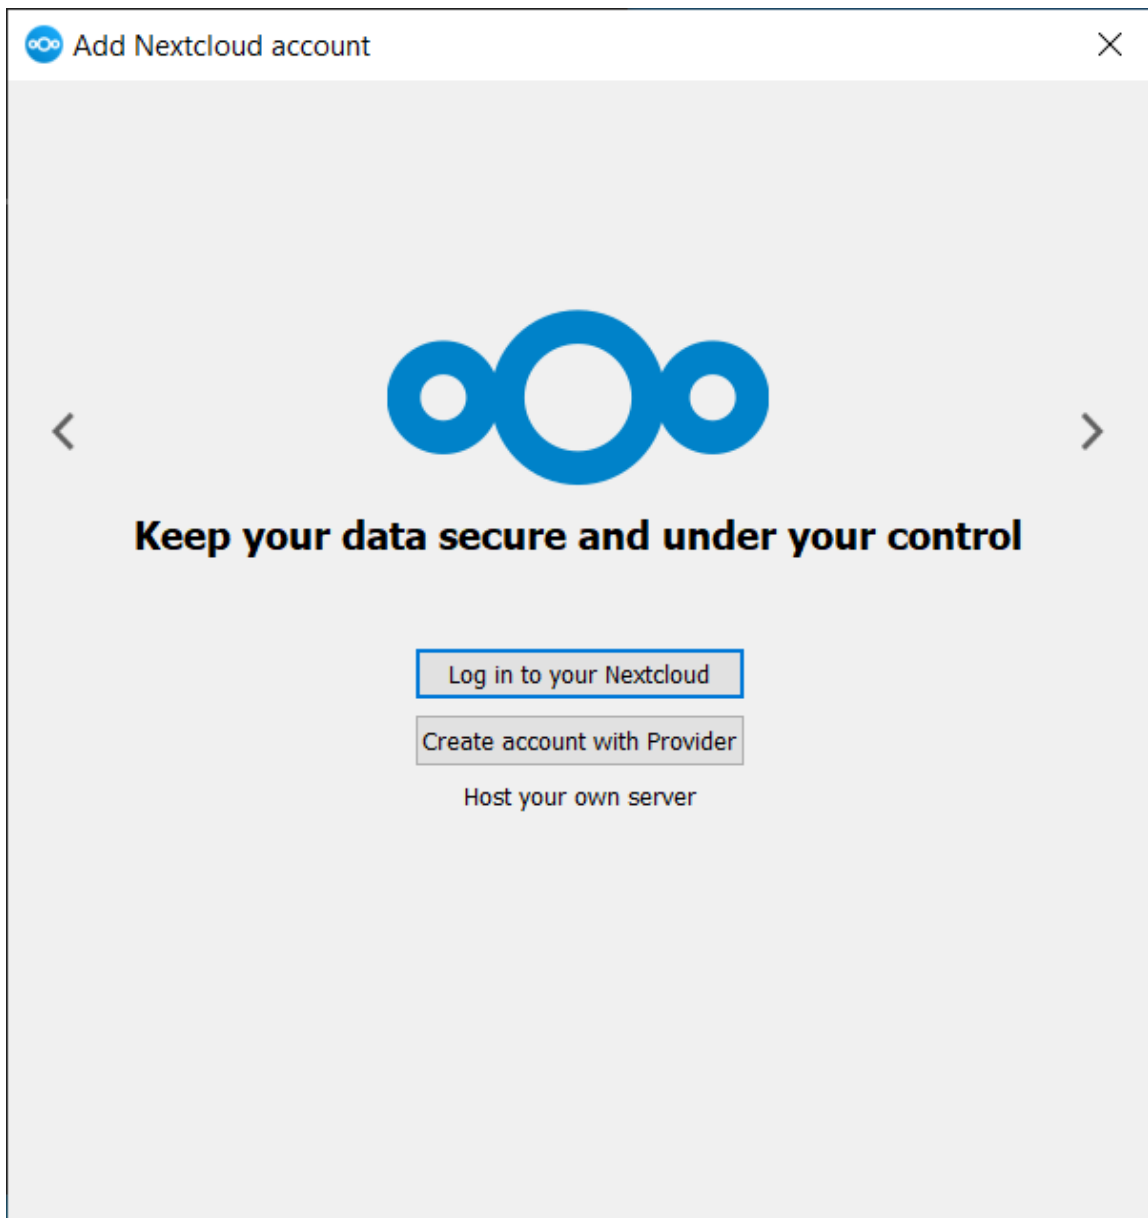 Add Nextcloud account
Keep your data secure and under your control
Log in to your Nextcloud
Create account with Provider
Host your own server